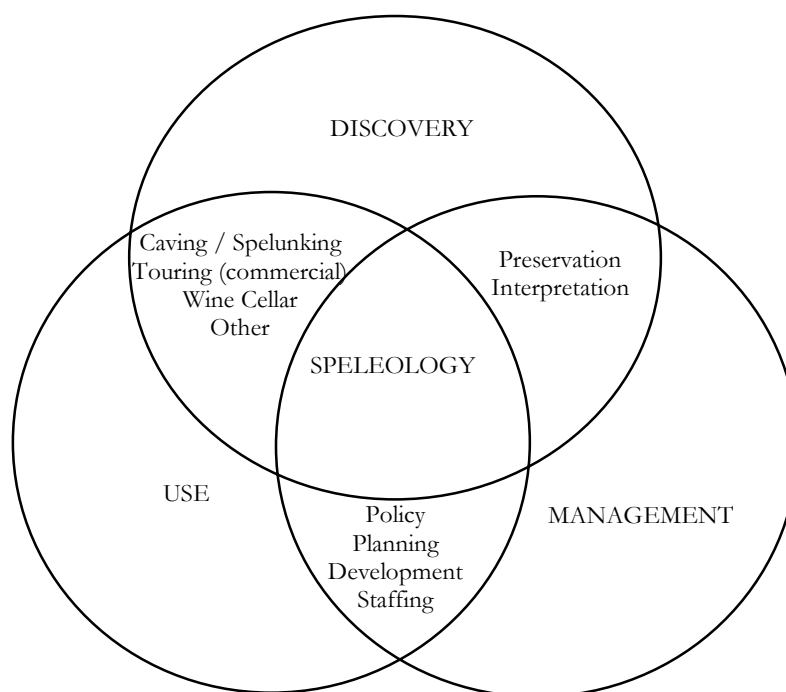 DISCOVERY
Caving / Spelunking
Touring (commercial)
Wine Cellar
Other
Preservation
Interpretation
SPELEOLOGY
USE
MANAGEMENT
Policy
Planning
Development
Staffing